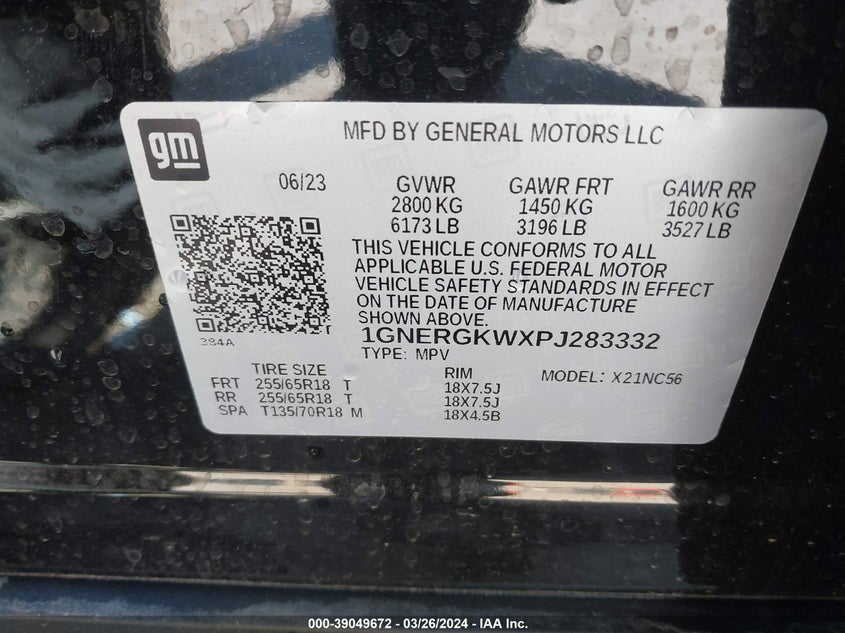 gm
MFD BY GENERAL MOTORS LLC
06/23
GVWR GAWR FRT GAWR RR
2800 KG 1450 KG 1600 KG
6173 LB 3196 LB 3527 LB
THIS VEHICLE CONFORMS TO ALL
APPLICABLE U.S. FEDERAL MOTOR
VEHICLE SAFETY STANDARDS IN EFFECT
ON THE DATE OF MANUFACTURE
SHOWN ABOVE.
384A
1GNERGKWXPJ283332
TYPE: MPV
TIRE SIZE RIM MODEL: X21NC56
FRT 255/65R18 T 18X7.5J
RR 255/65R18 T 18X7.5J
SPA T135/70R18 M 18X4.5B
000-39049672 — 03/26/2024 — IAA Inc.